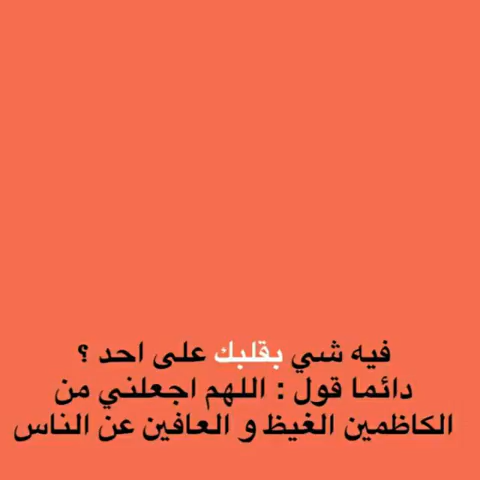 فيه شي بقلبك على احد ؟
دائما قول : اللهم اجعلني من
الكاظمين الغيظ و العافين عن الناس